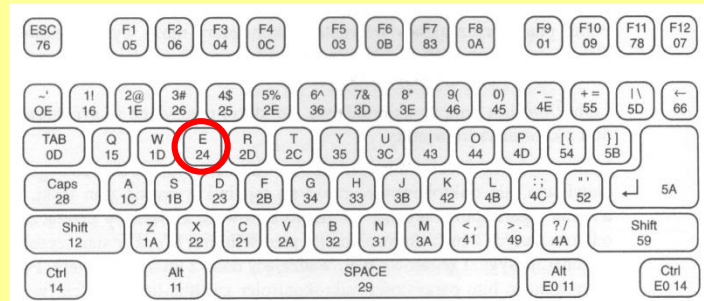 ESC F1 F2 F3 F4 F5 F6 F7 F8 F9 F10 F11 F12
76 05 06 04 0C 03 0B 83 0A 01 09 78 07
~' 1! 2@ 3# 4$ 5% 6^ 7& 8* 9( 0) -_ += |\ ←
OE 16 1E 26 25 2E 36 3D 3E 46 45 4E 55 5D 66
TAB Q W E R T Y U I O P [{ }]
0D 15 1D 24 2D 2C 35 3C 43 44 4D 54 5B
Caps A S D F G H J K L :; "' ↵
28 1C 1B 23 2B 34 33 3B 42 4B 4C 52 5A
Shift Z X C V B N M <, >. ?/ Shift
12 1A 22 21 2A 32 31 3A 41 49 4A 59
Ctrl Alt SPACE Alt Ctrl
14 11 29 E0 11 E0 14